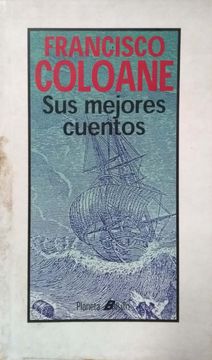 FRANCISCO
COLOANE
Sus mejores
cuentos
Planeta